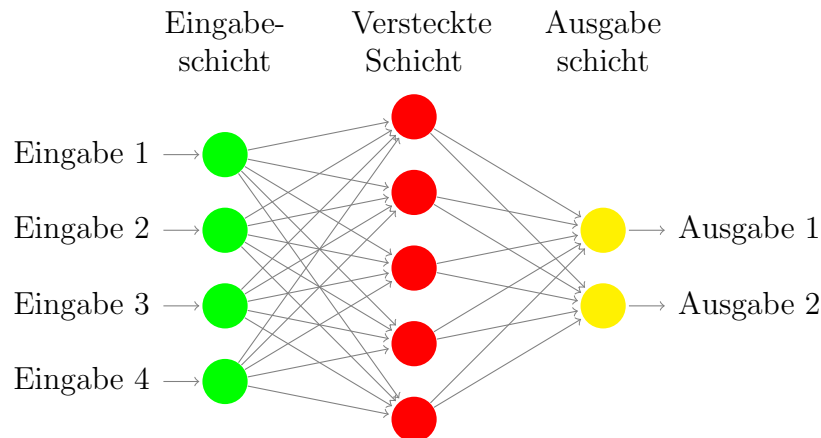 Eingabe-
schicht
Versteckte
Schicht
Ausgabe
schicht
Eingabe 1
Eingabe 2
Eingabe 3
Eingabe 4
Ausgabe 1
Ausgabe 2